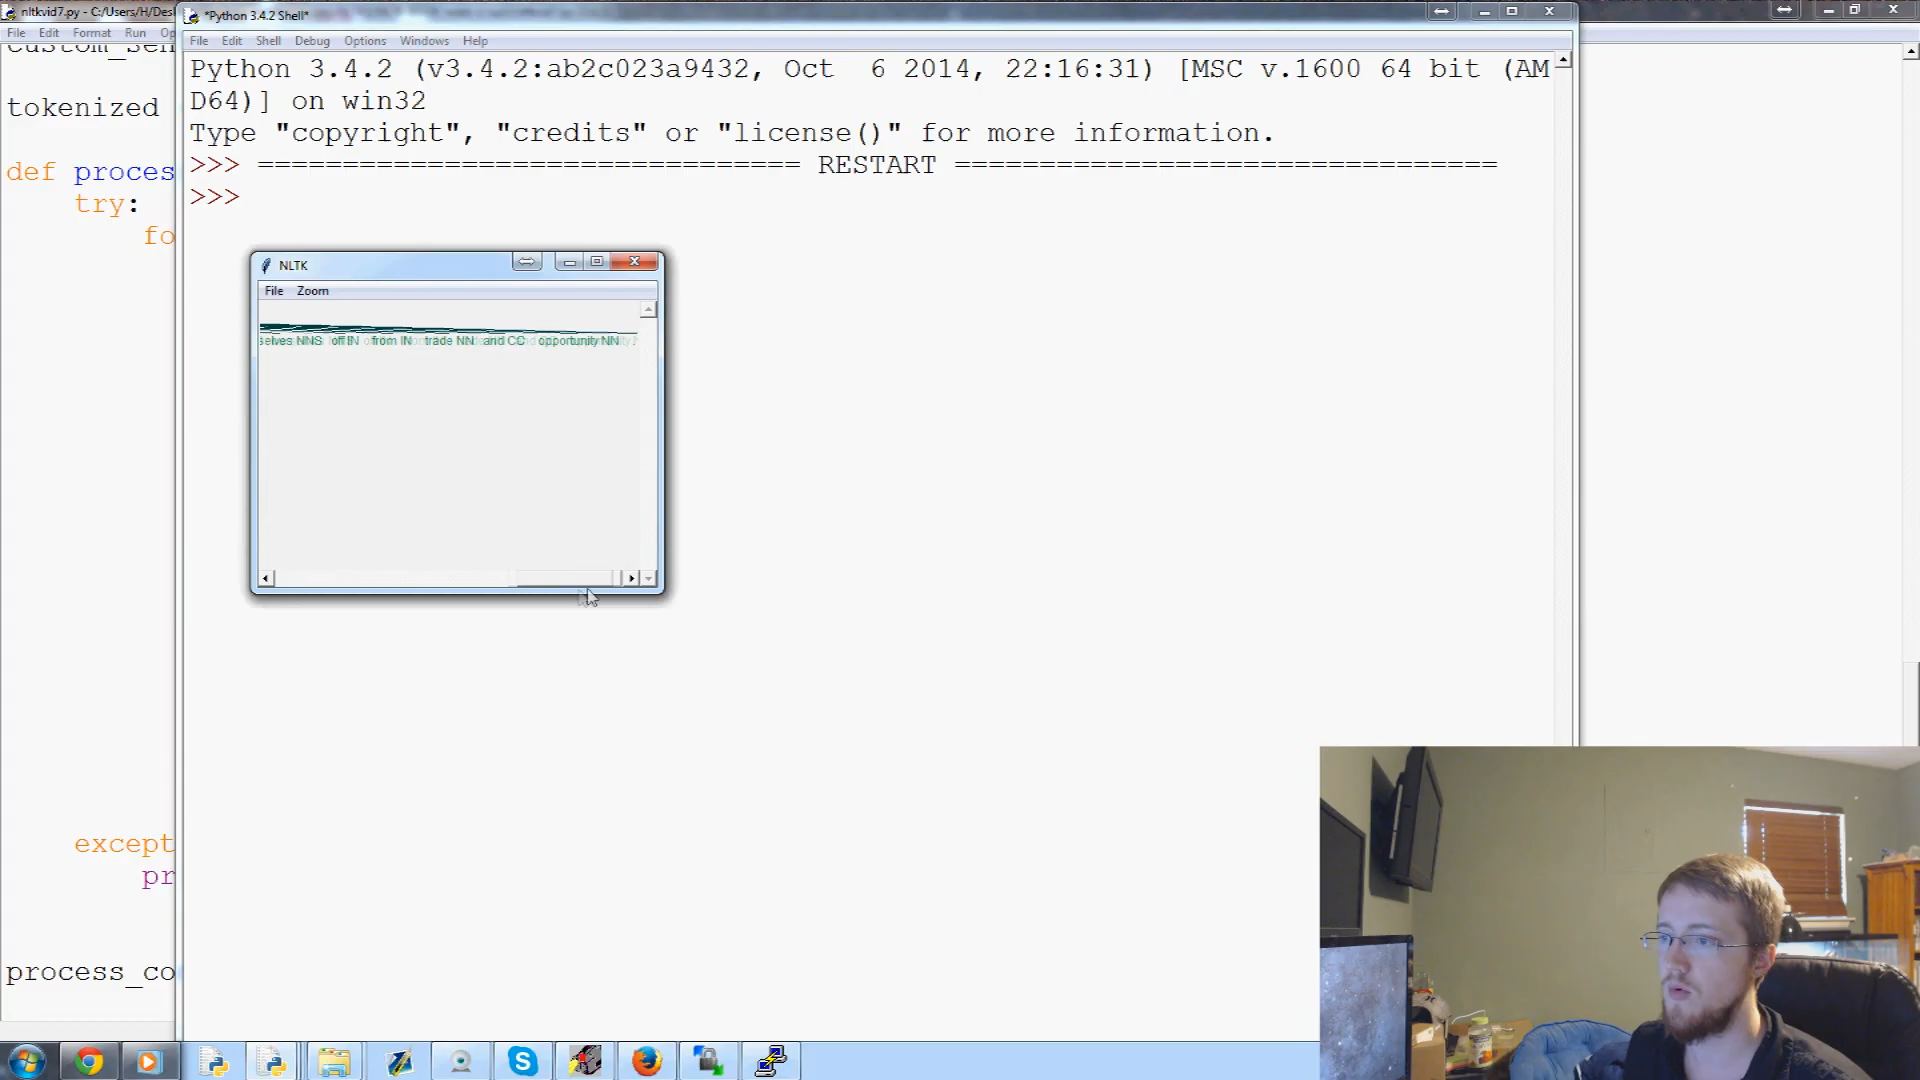 nltkvid7.py - C:/Users/H/Des
File Edit Format Run Op
custom_sen
tokenized
def proces
try:
fo
except
pr
process_co
*Python 3.4.2 Shell*
File Edit Shell Debug Options Windows Help
Python 3.4.2 (v3.4.2:ab2c023a9432, Oct  6 2014, 22:16:31) [MSC v.1600 64 bit (AM
D64)] on win32
Type "copyright", "credits" or "license()" for more information.
>>> ================================ RESTART ================================
>>>
NLTK
File Zoom
selves NNS off IN from IN trade NN and CC opportunity NN